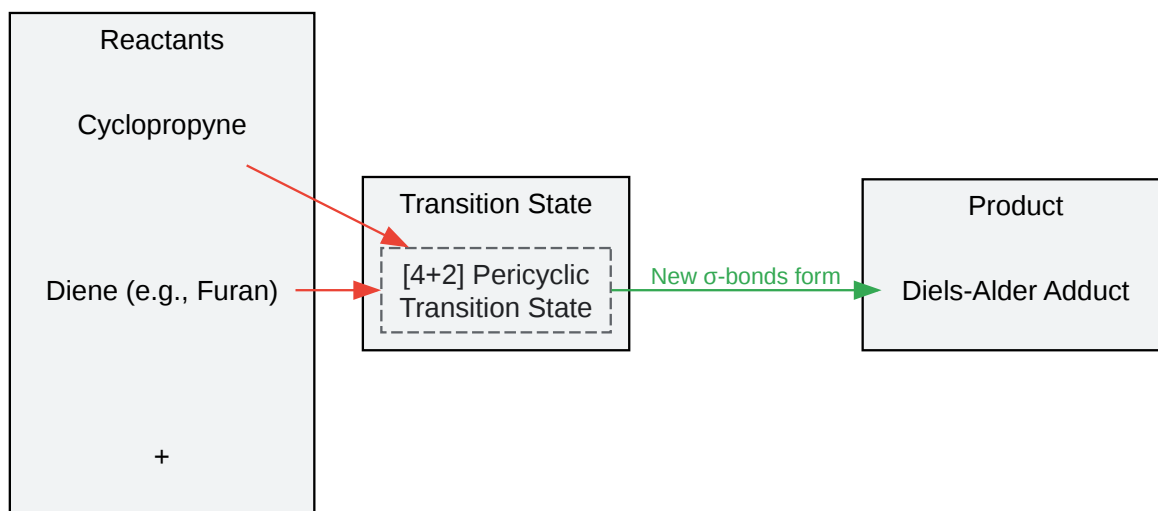 Reactants
Cyclopropyne
Diene (e.g., Furan)
+
Transition State
[4+2] Pericyclic
Transition State
New σ-bonds form
Product
Diels-Alder Adduct